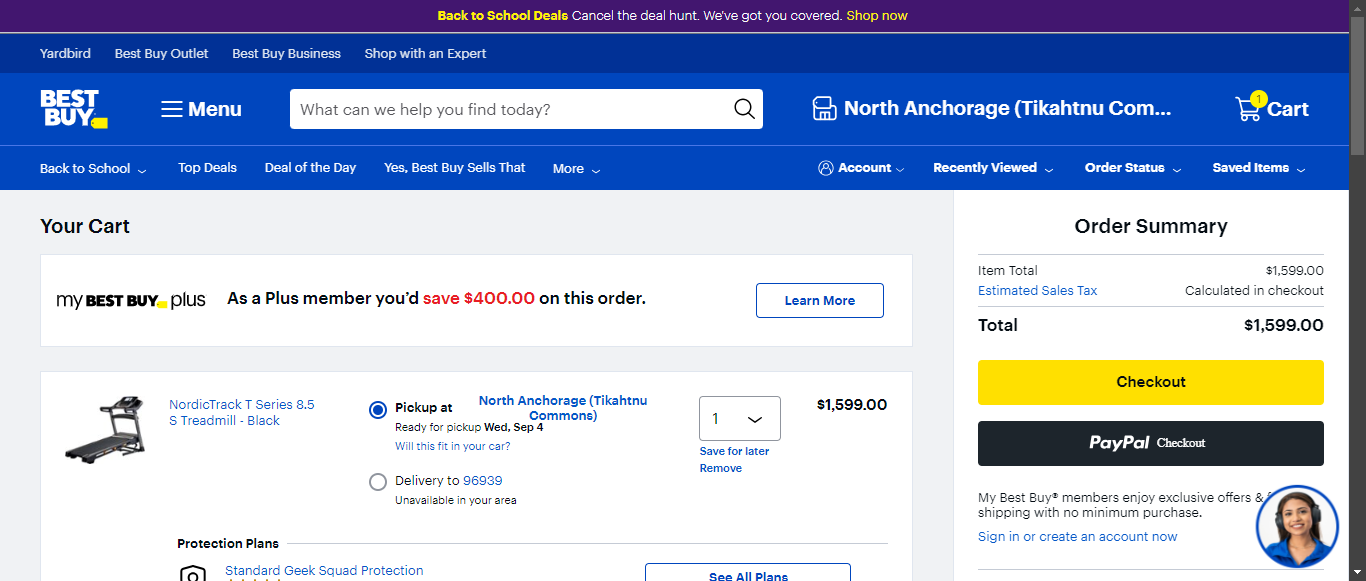 Back to School Deals Cancel the deal hunt. We've got you covered. Shop now
Yardbird Best Buy Outlet Best Buy Business Shop with an Expert
BEST BUY
Menu
What can we help you find today?
North Anchorage (Tikahtnu Com...
1
Cart
Back to School Top Deals Deal of the Day Yes, Best Buy Sells That More
Account Recently Viewed Order Status Saved Items
Your Cart
my BEST BUY plus
As a Plus member you'd save $400.00 on this order.
Learn More
NordicTrack T Series 8.5
S Treadmill - Black
Pickup at North Anchorage (Tikahtnu
Commons)
Ready for pickup Wed, Sep 4
Will this fit in your car?
Delivery to 96939
Unavailable in your area
1
Save for later
Remove
$1,599.00
Protection Plans
Standard Geek Squad Protection
See All Plans
Order Summary
Item Total $1,599.00
Estimated Sales Tax Calculated in checkout
Total $1,599.00
Checkout
PayPal Checkout
My Best Buy® members enjoy exclusive offers &
shipping with no minimum purchase.
Sign in or create an account now